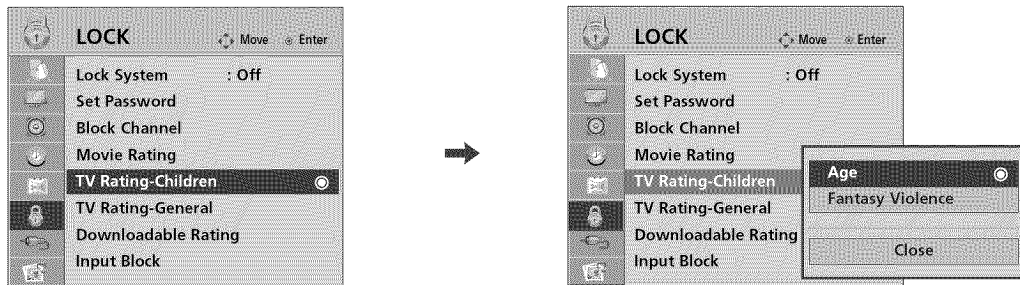 LOCK Move Enter
Lock System : Off
Set Password
Block Channel
Movie Rating
TV Rating-Children
TV Rating-General
Downloadable Rating
Input Block
LOCK Move Enter
Lock System : Off
Set Password
Block Channel
Movie Rating
TV Rating-Children
TV Rating-General
Downloadable Rating
Input Block
Age
Fantasy Violence
Close